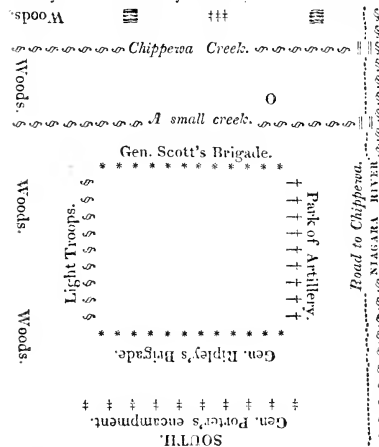 Woods.
Chippewa Creek.
Woods.
O
A small creek.
Gen. Scott's Brigade.
Woods.
Light Troops.
Park of Artillery.
Road to Chippewa.
NIAGARA RIVER
Woods.
Gen. Ripley's Brigade.
Gen. Porter's encampment.
SOUTH.